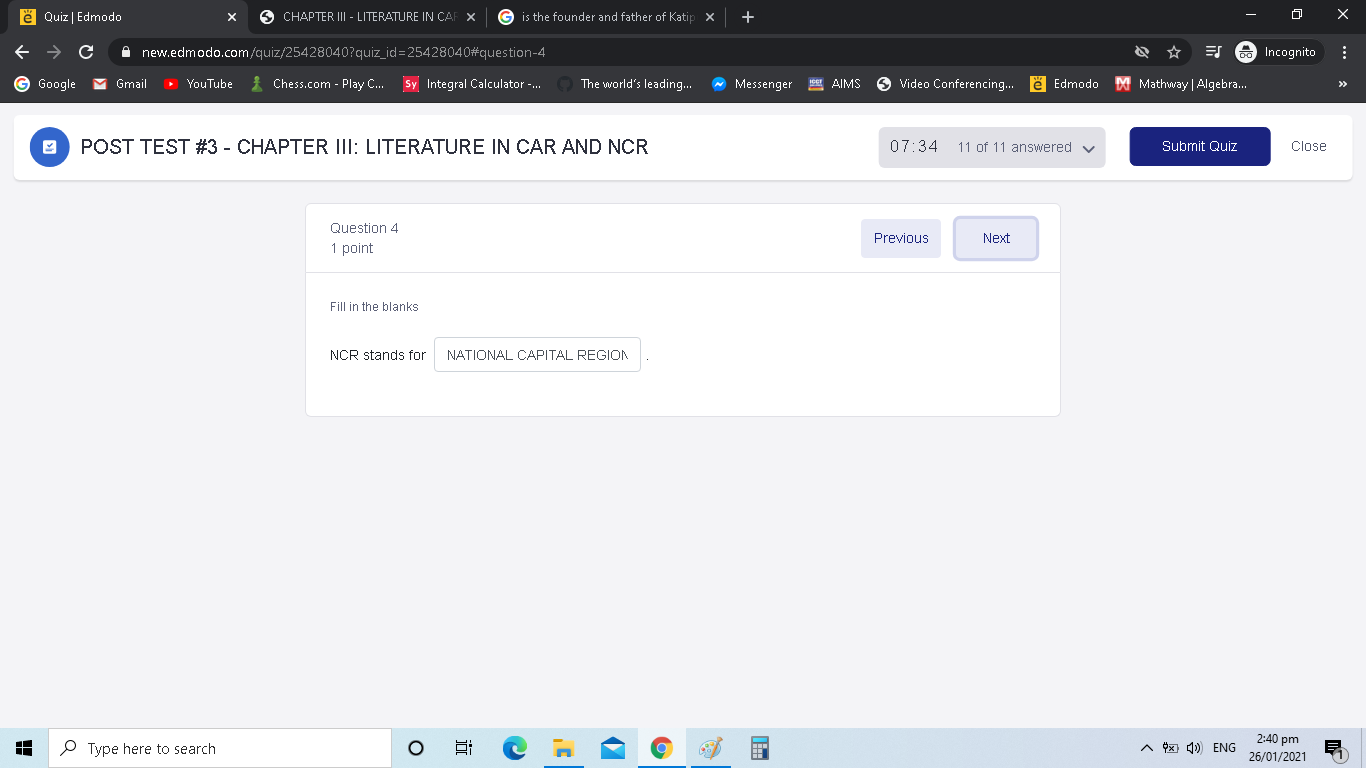 Quiz | Edmodo
CHAPTER III - LITERATURE IN CAR
is the founder and father of Katip
new.edmodo.com/quiz/25428040?quiz_id=25428040#question-4
Incognito
Google Gmail YouTube Chess.com - Play C... Sy Integral Calculator -... The world's leading... Messenger AIMS Video Conferencing... Edmodo Mathway | Algebra... »
POST TEST #3 - CHAPTER III: LITERATURE IN CAR AND NCR
07:34 11 of 11 answered
Submit Quiz
Close
Question 4
1 point
Previous
Next
Fill in the blanks
NCR stands for NATIONAL CAPITAL REGION .
Type here to search
ENG
2:40 pm
26/01/2021
1